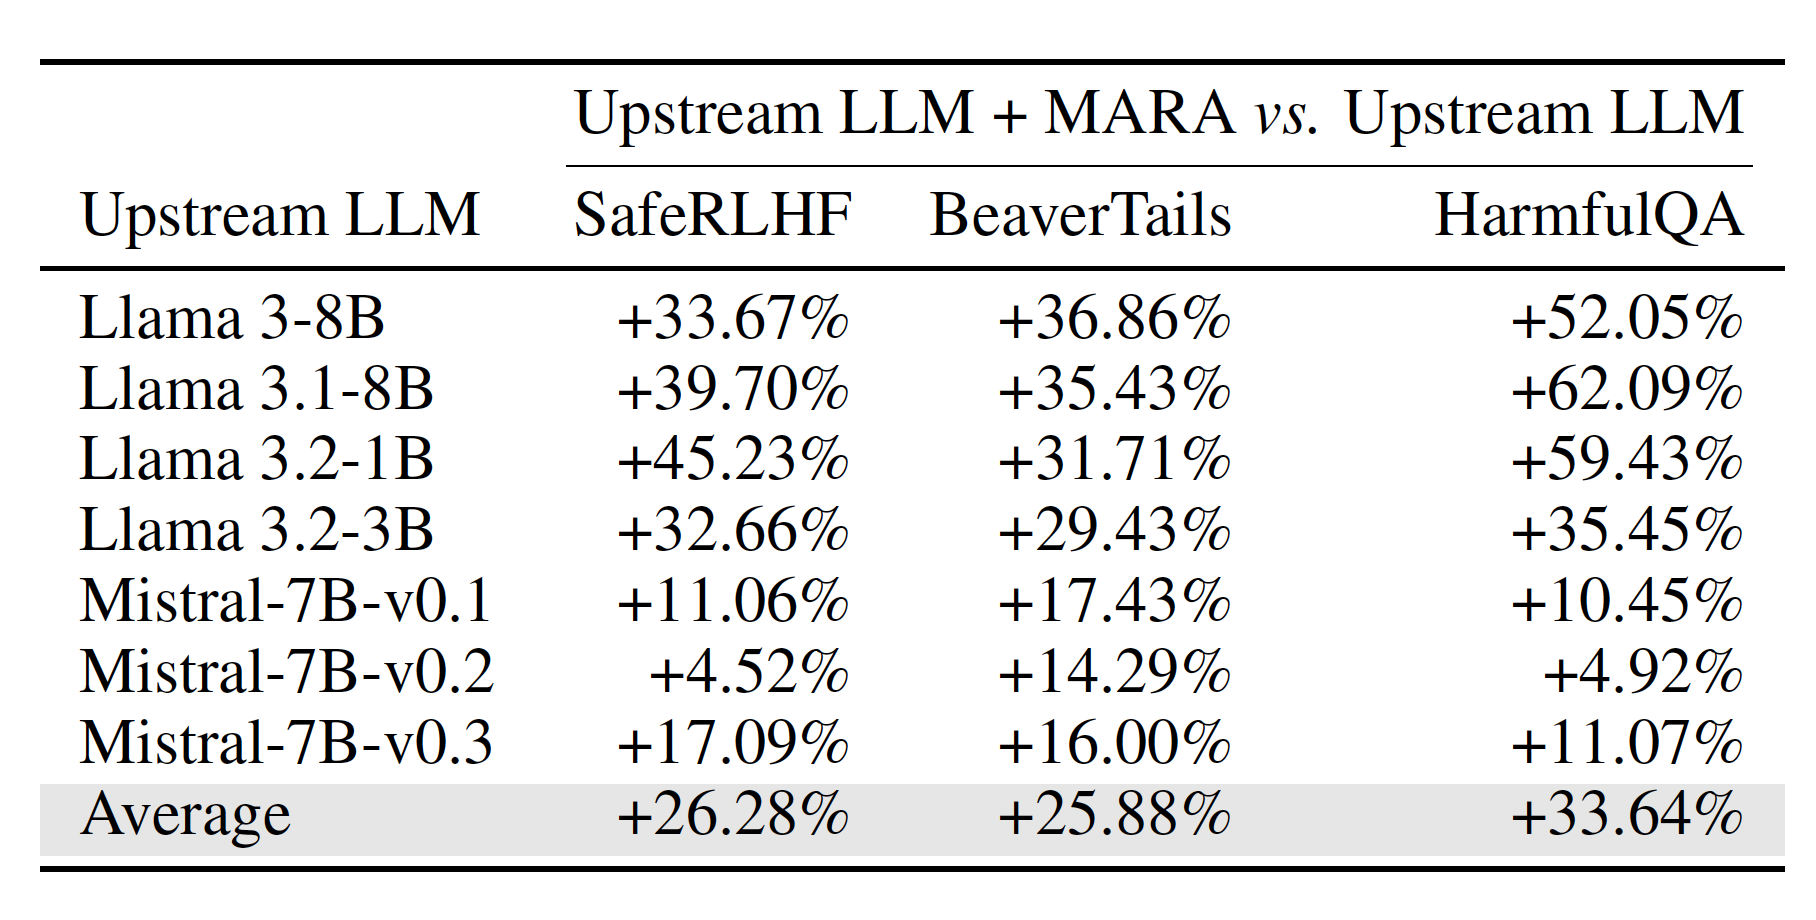 Upstream LLM + MARA vs. Upstream LLM
Upstream LLM SafeRLHF BeaverTails HarmfulQA
Llama 3-8B +33.67% +36.86% +52.05%
Llama 3.1-8B +39.70% +35.43% +62.09%
Llama 3.2-1B +45.23% +31.71% +59.43%
Llama 3.2-3B +32.66% +29.43% +35.45%
Mistral-7B-v0.1 +11.06% +17.43% +10.45%
Mistral-7B-v0.2 +4.52% +14.29% +4.92%
Mistral-7B-v0.3 +17.09% +16.00% +11.07%
Average +26.28% +25.88% +33.64%